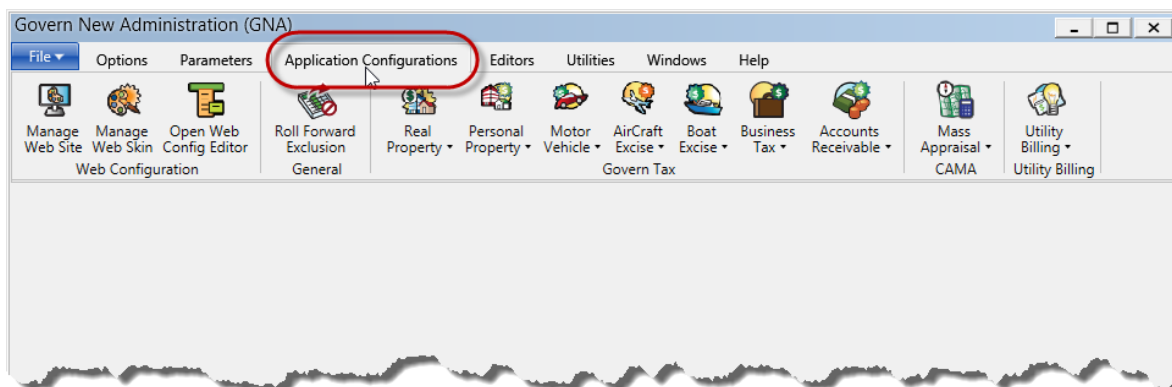 Govern New Administration (GNA)
File Options Parameters Application Configurations Editors Utilities Windows Help
Manage Web Site Manage Web Skin Open Web Config Editor Roll Forward Exclusion Real Property Personal Property Motor Vehicle AirCraft Excise Boat Excise Business Tax Accounts Receivable Mass Appraisal Utility Billing
Web Configuration General Govern Tax CAMA Utility Billing